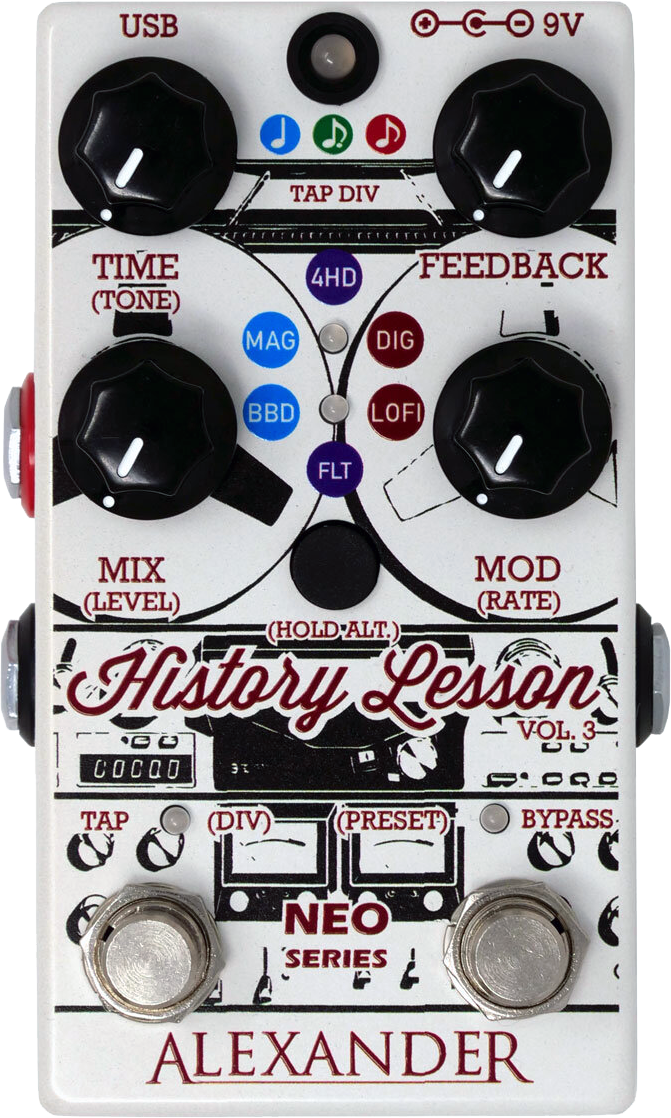 USB
9V
TAP DIV
TIME
(TONE)
FEEDBACK
4HD
MAG
DIG
BBD
LOFI
FLT
MIX
(LEVEL)
MOD
(RATE)
(HOLD ALT.)
History Lesson
VOL. 3
TAP
(DIV)
(PRESET)
BYPASS
NEO
SERIES
ALEXANDER